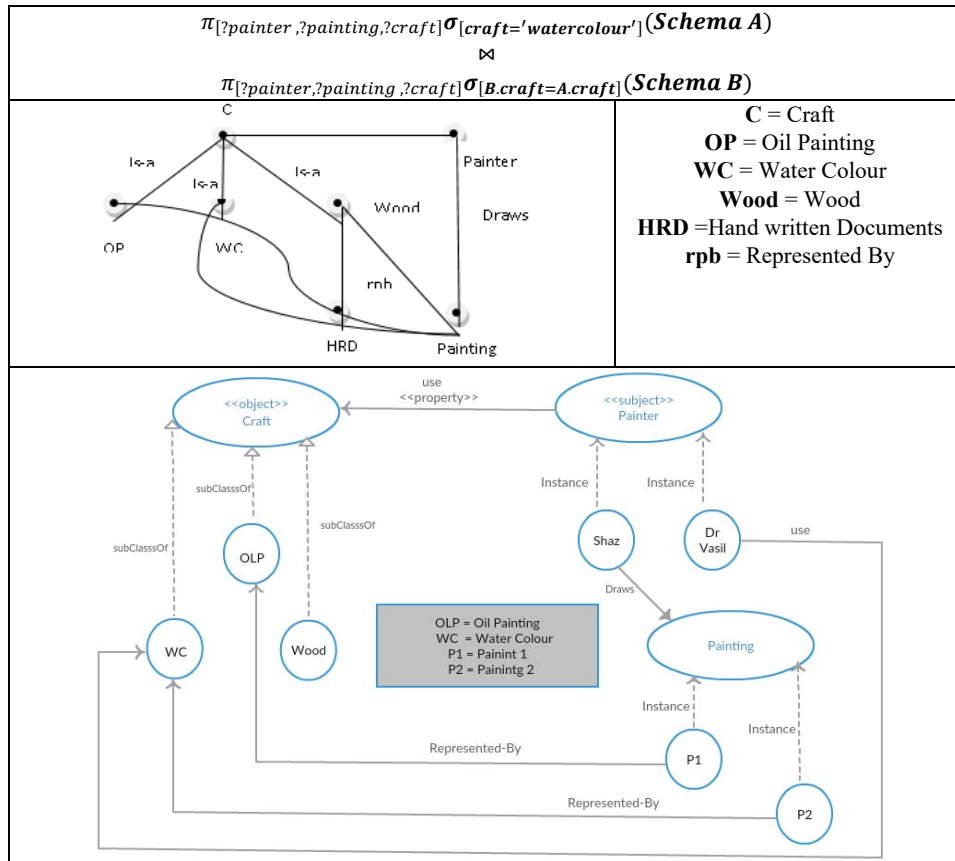 π[?painter ,?painting,?craft]σ[craft='watercolour'](Schema A)
⋈
π[?painter,?painting ,?craft]σ[B.craft=A.craft](Schema B)
C
Is-a
Is-a
Is-a
Painter
Wood
Draws
OP
WC
rnh
HRD
Painting
C = Craft
OP = Oil Painting
WC = Water Colour
Wood = Wood
HRD =Hand written Documents
rpb = Represented By
use
<<property>>
<<object>>
Craft
<<subject>>
Painter
subClasssOf
subClasssOf
subClasssOf
Instance
Instance
OLP
Shaz
Dr
Vasil
use
Draws
WC
Wood
OLP = Oil Painting
WC = Water Colour
P1 = Painint 1
P2 = Painintg 2
Painting
Instance
Instance
Represented-By
P1
Represented-By
P2